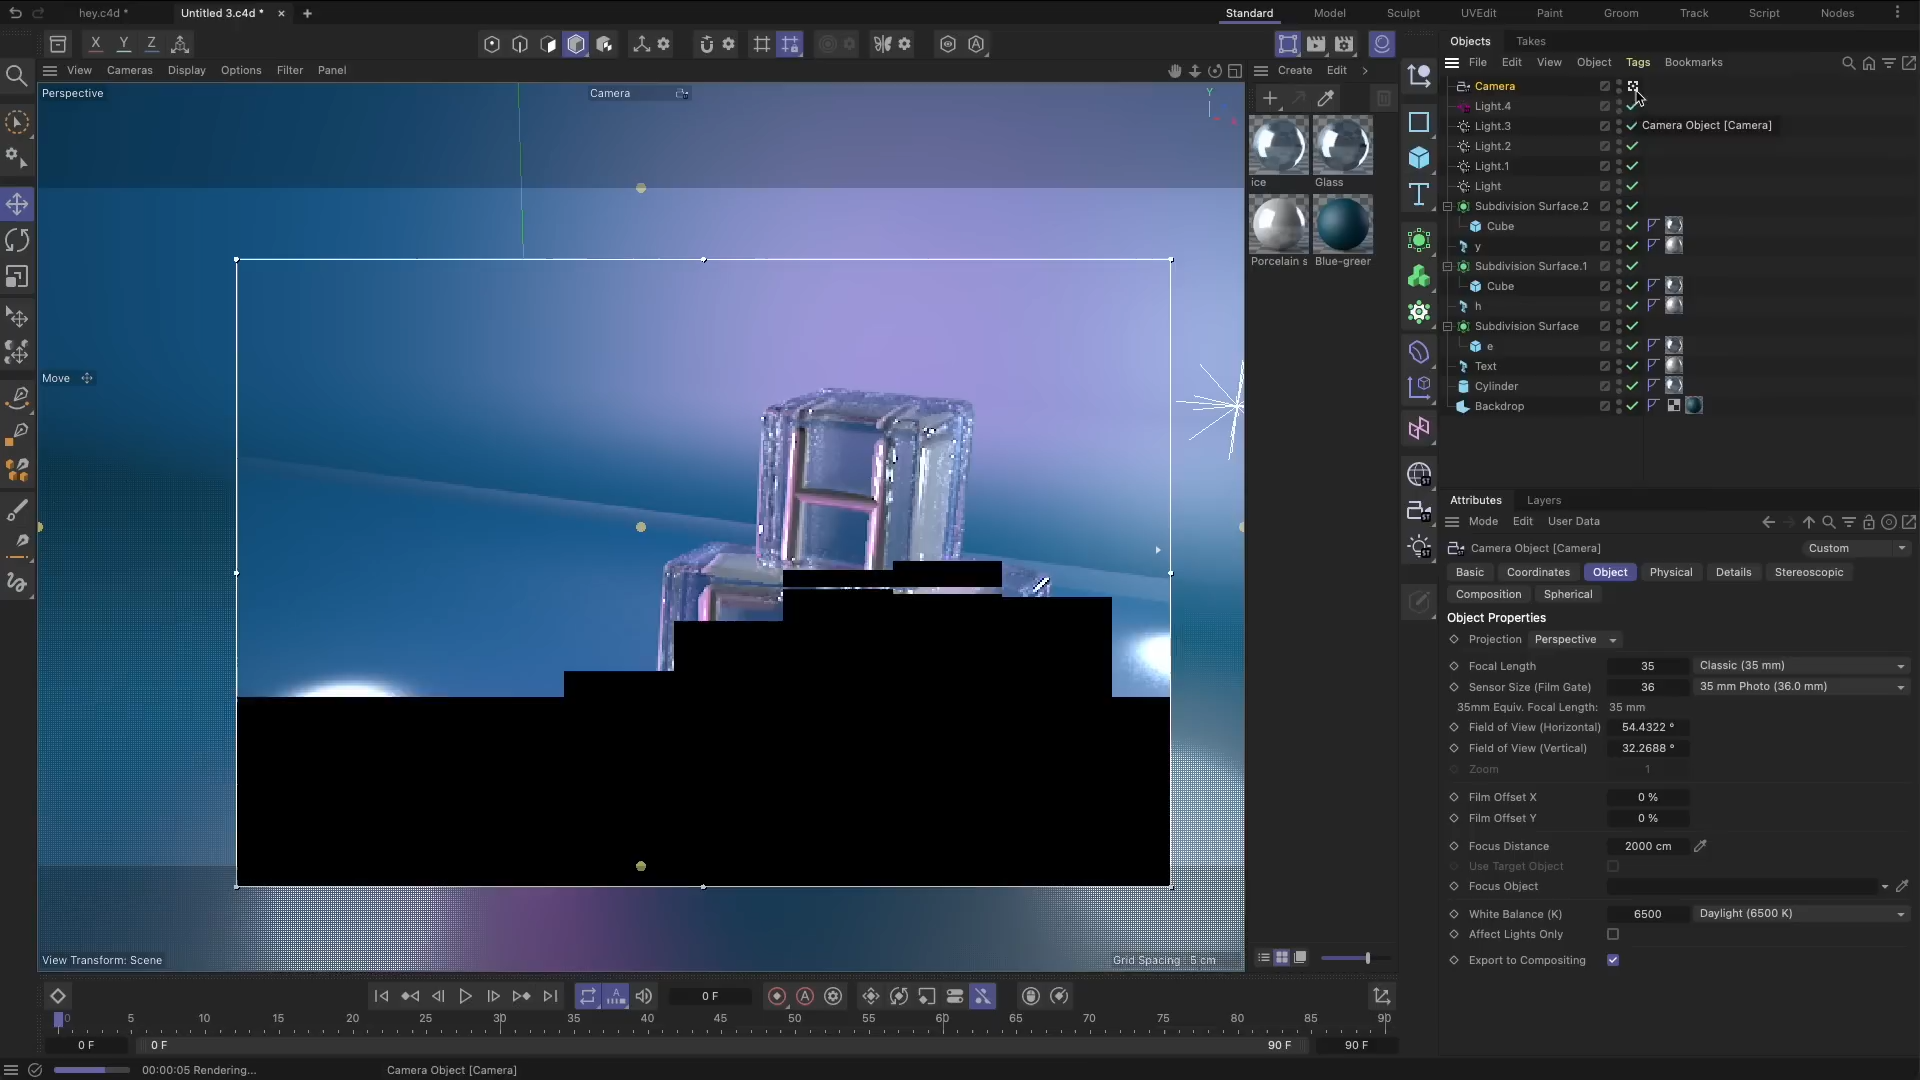 hey.c4d *
Untitled 3.c4d *
Standard
Model
Sculpt
UVEdit
Paint
Groom
Track
Script
Nodes
X
Y
Z
View
Cameras
Display
Options
Filter
Panel
Create
Edit
Perspective
Camera
Y
Move
View Transform: Scene
Grid Spacing : 5 cm
ice
Glass
Porcelain s
Blue-greer
Objects
Takes
File
Edit
View
Object
Tags
Bookmarks
Camera
Light.4
Light.3
Camera Object [Camera]
Light.2
Light.1
Light
Subdivision Surface.2
Cube
y
Subdivision Surface.1
Cube
h
Subdivision Surface
e
Text
Cylinder
Backdrop
Attributes
Layers
Mode
Edit
User Data
Camera Object [Camera]
Custom
Basic
Coordinates
Object
Physical
Details
Stereoscopic
Composition
Spherical
Object Properties
Projection
Perspective
Focal Length
35
Classic (35 mm)
Sensor Size (Film Gate)
36
35 mm Photo (36.0 mm)
35mm Equiv. Focal Length:
35 mm
Field of View (Horizontal)
54.4322 °
Field of View (Vertical)
32.2688 °
Zoom
1
Film Offset X
0 %
Film Offset Y
0 %
Focus Distance
2000 cm
Use Target Object
Focus Object
White Balance (K)
6500
Daylight (6500 K)
Affect Lights Only
Export to Compositing
0 F
0
5
10
15
20
25
30
35
40
45
50
55
60
65
70
75
80
85
90
0 F
0 F
90 F
90 F
00:00:05 Rendering...
Camera Object [Camera]